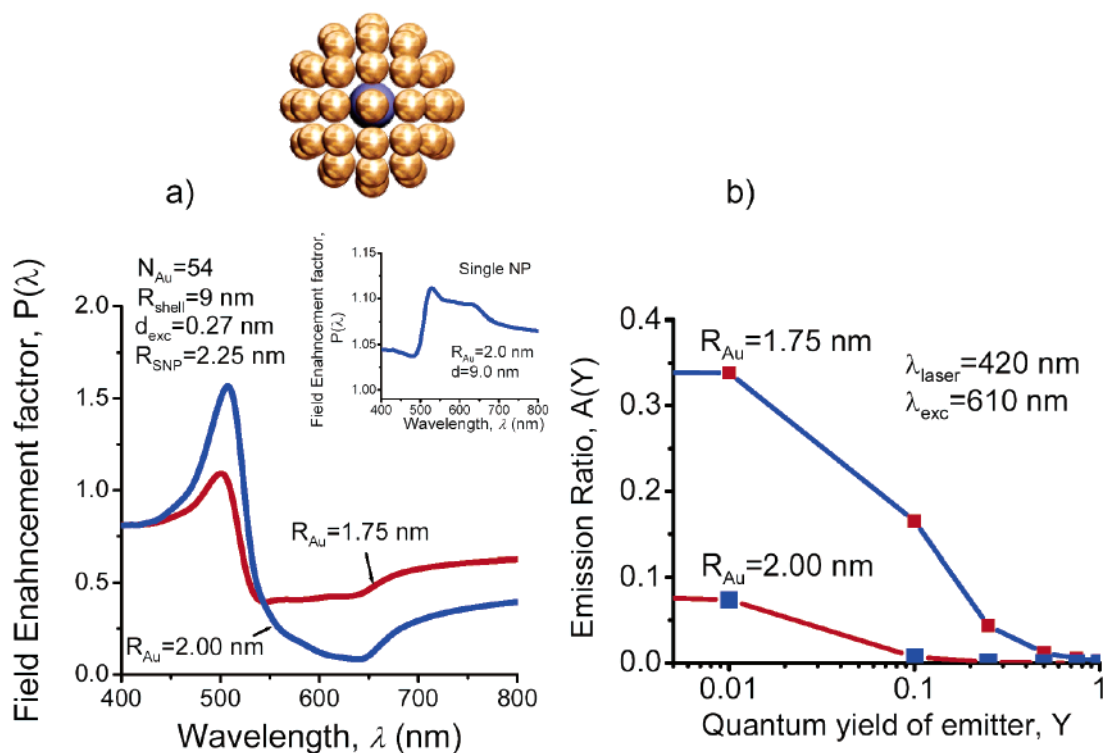 a)
b)
Field Enahncement factror, P(λ)
2.0
1.5
1.0
0.5
0.0
N_Au=54
R_shell=9 nm
d_exc=0.27 nm
R_SNP=2.25 nm
R_Au=1.75 nm
R_Au=2.00 nm
400 500 600 700 800
Wavelength, λ (nm)
Field Enahncement factror,
P(λ)
1.15
1.10
1.05
1.00
Single NP
R_Au=2.0 nm
d=9.0 nm
400 500 600 700 800
Wavelength, λ (nm)
Emission Ratio, A(Y)
0.4
0.3
0.2
0.1
0.0
R_Au=1.75 nm
λ_laser=420 nm
λ_exc=610 nm
R_Au=2.00 nm
0.01 0.1 1
Quantum yield of emitter, Y